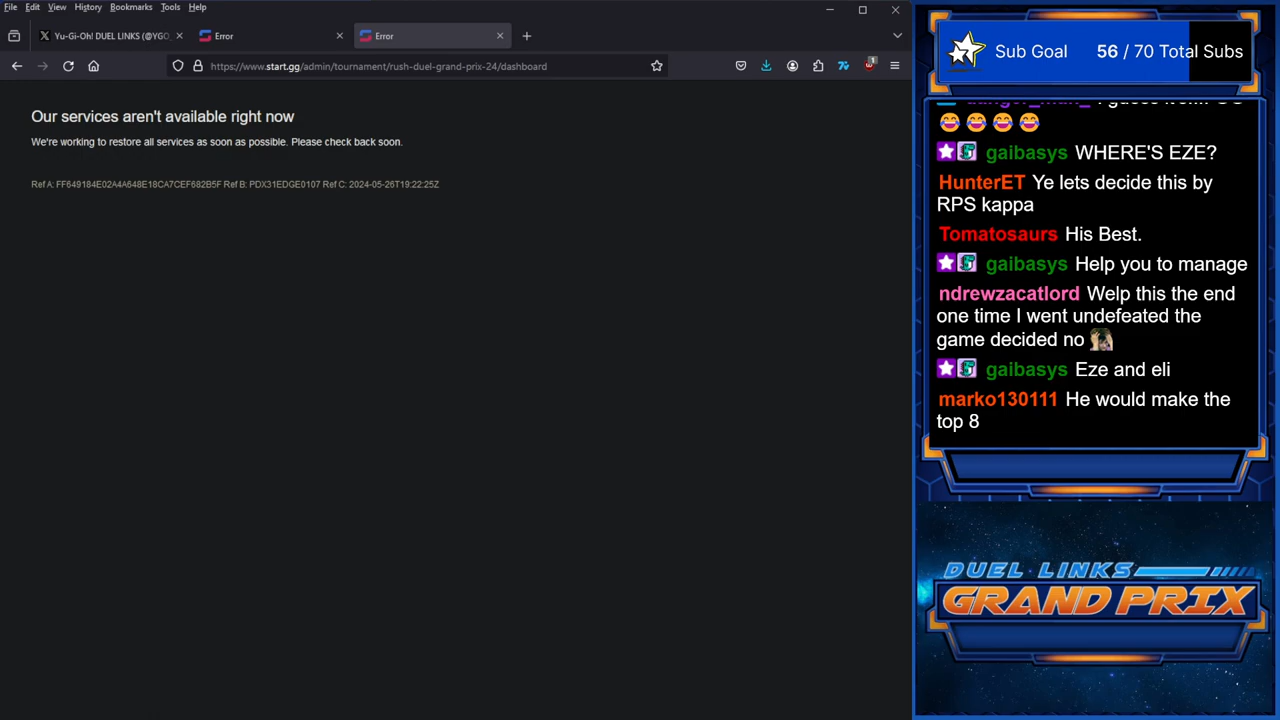 File Edit View History Bookmarks Tools Help
Yu-Gi-Oh! DUEL LINKS (@YGO_
Error
Error
https://www.start.gg/admin/tournament/rush-duel-grand-prix-24/dashboard
1
Our services aren't available right now
We're working to restore all services as soon as possible. Please check back soon.
Ref A: FF649184E02A4A648E18CA7CEF682B5F Ref B: PDX31EDGE0107 Ref C: 2024-05-26T19:22:25Z
7
Sub Goal 56 / 70 Total Subs
gaibasys WHERE'S EZE?
HunterET Ye lets decide this by
RPS kappa
Tomatosaurs His Best.
gaibasys Help you to manage
ndrewzacatlord Welp this the end
one time I went undefeated the
game decided no
gaibasys Eze and eli
marko130111 He would make the
top 8
DUEL LINKS
GRAND PRIX